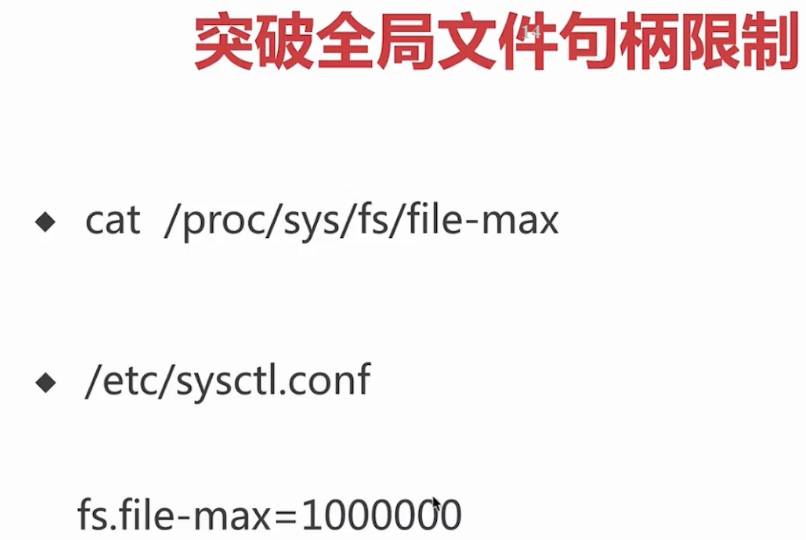 突破全局文件句柄限制
14
◆ cat /proc/sys/fs/file-max
◆ /etc/sysctl.conf
fs.file-max=1000000